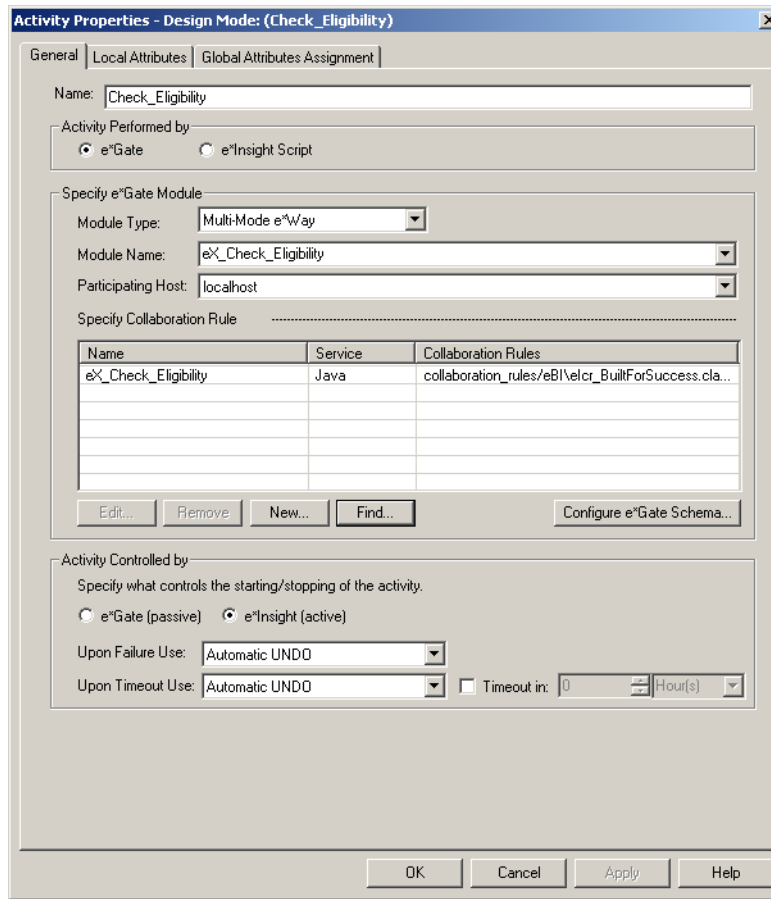 Activity Properties - Design Mode: (Check_Eligibility)
General Local Attributes Global Attributes Assignment
Name: Check_Eligibility
Activity Performed by
e*Gate e*Insight Script
Specify e*Gate Module
Module Type: Multi-Mode e*Way
Module Name: eX_Check_Eligibility
Participating Host: localhost
Specify Collaboration Rule
Name Service Collaboration Rules
eX_Check_Eligibility Java collaboration_rules/eBI\eIcr_BuiltForSuccess.cla...
Edit... Remove New... Find... Configure e*Gate Schema...
Activity Controlled by
Specify what controls the starting/stopping of the activity.
e*Gate (passive) e*Insight (active)
Upon Failure Use: Automatic UNDO
Upon Timeout Use: Automatic UNDO Timeout in: 0 Hour(s)
OK Cancel Apply Help